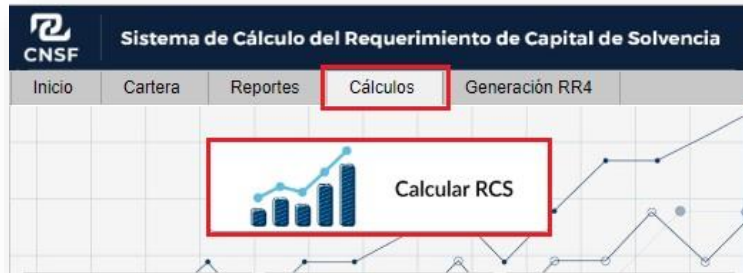 CNSF
Sistema de Cálculo del Requerimiento de Capital de Solvencia
Inicio Cartera Reportes Cálculos Generación RR4
Calcular RCS